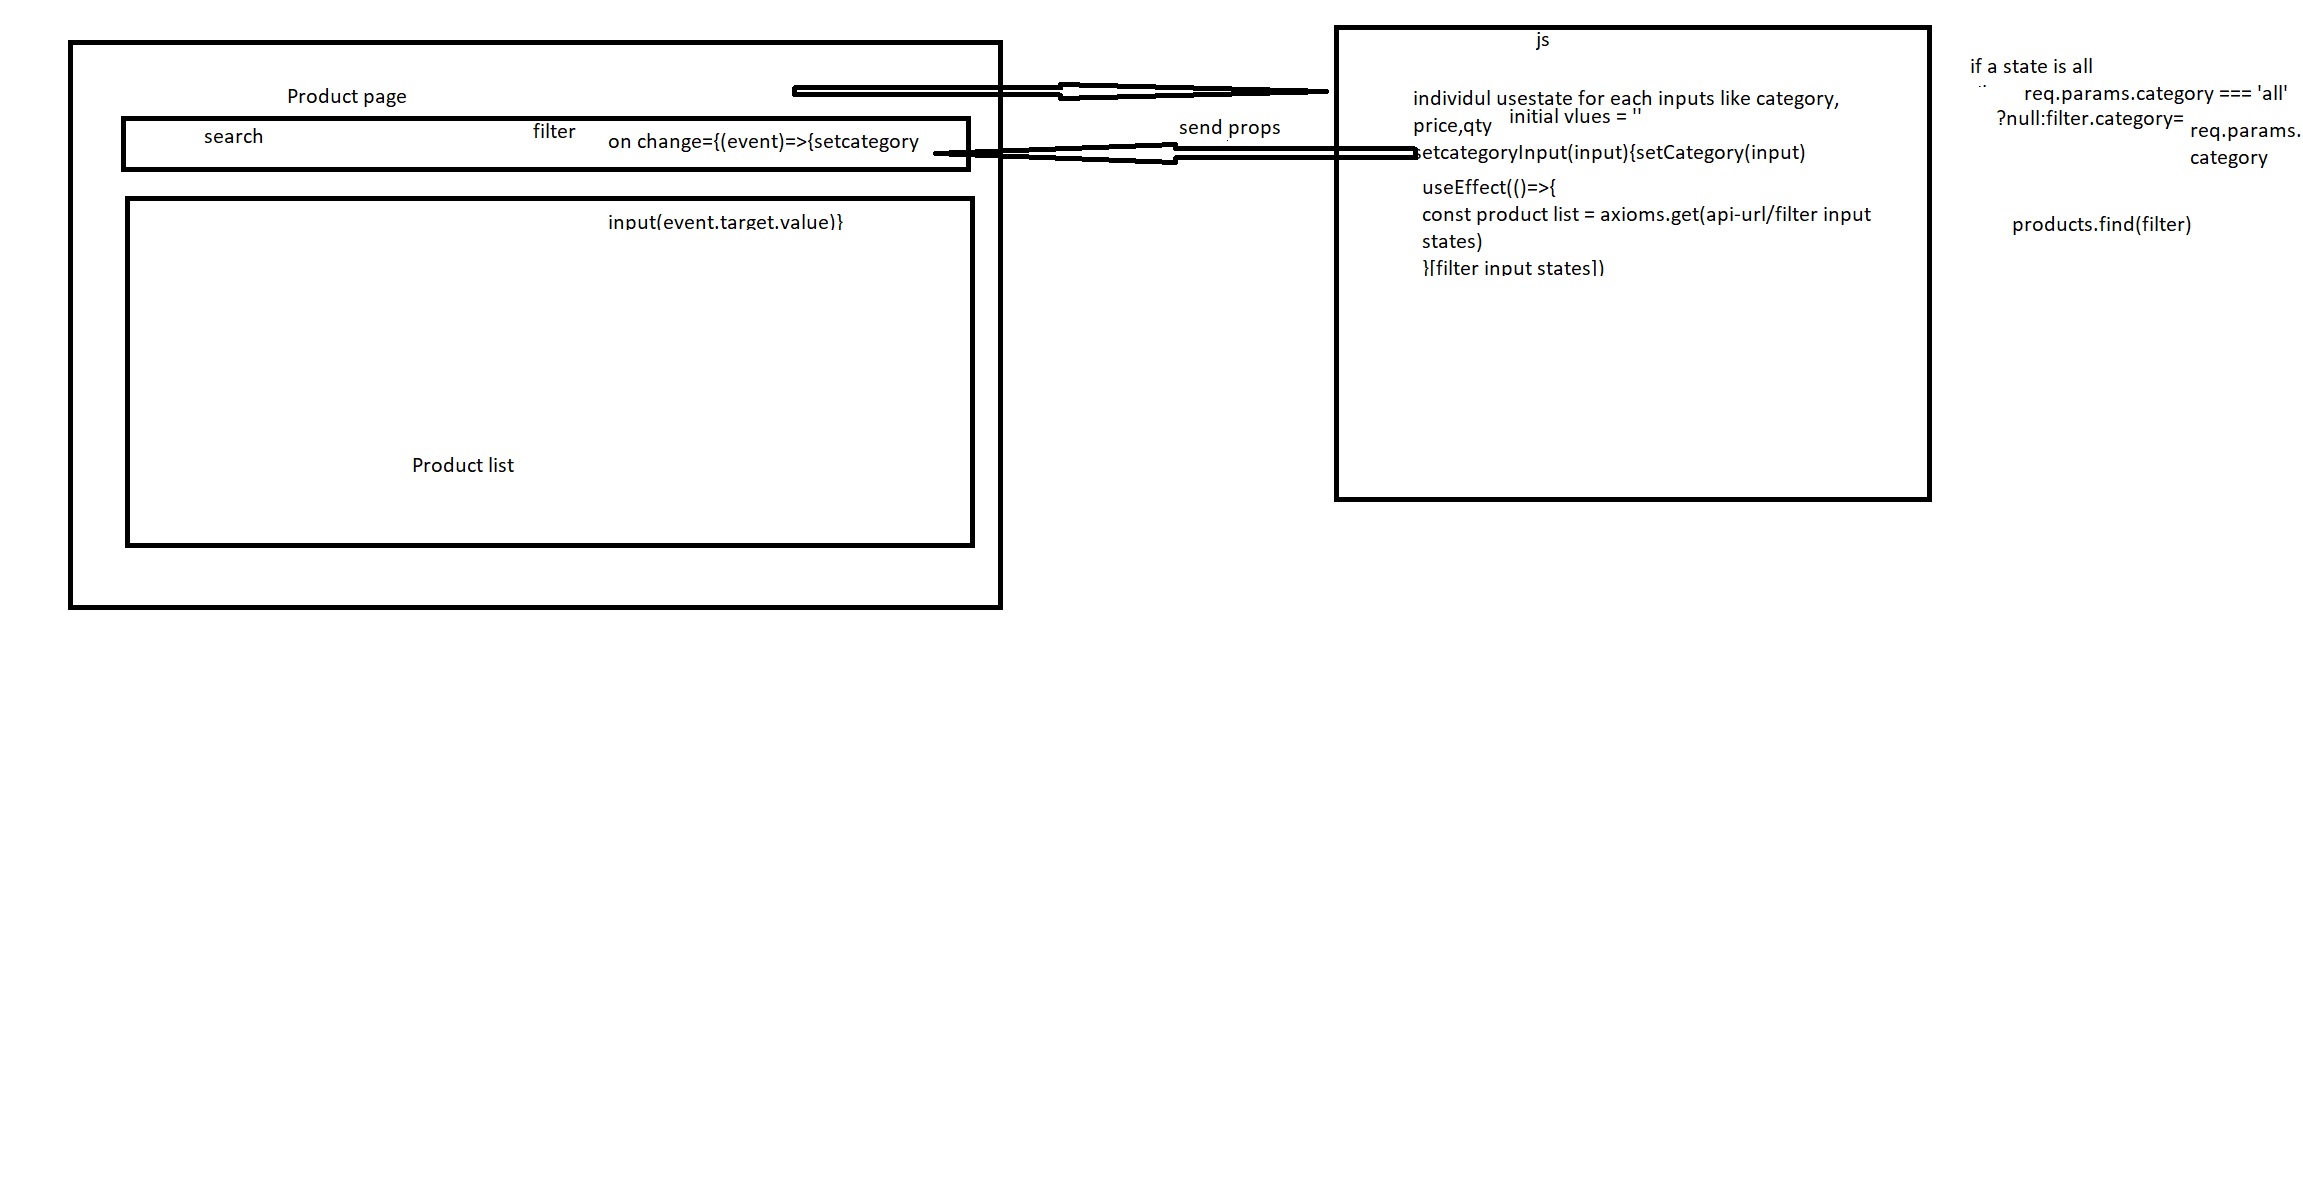 Product page
search
filter
on change={(event)=>{setcategory
input(event.target.value)}
Product list
send props
js
individul usestate for each inputs like category,
price,qty
initial vlues = ''
setcategoryInput(input){setCategory(input)
useEffect(()=>{
const product list = axioms.get(api-url/filter input
states)
}[filter input states])
if a state is all
req.params.category === 'all'
?null:filter.category=
req.params.
category
products.find(filter)